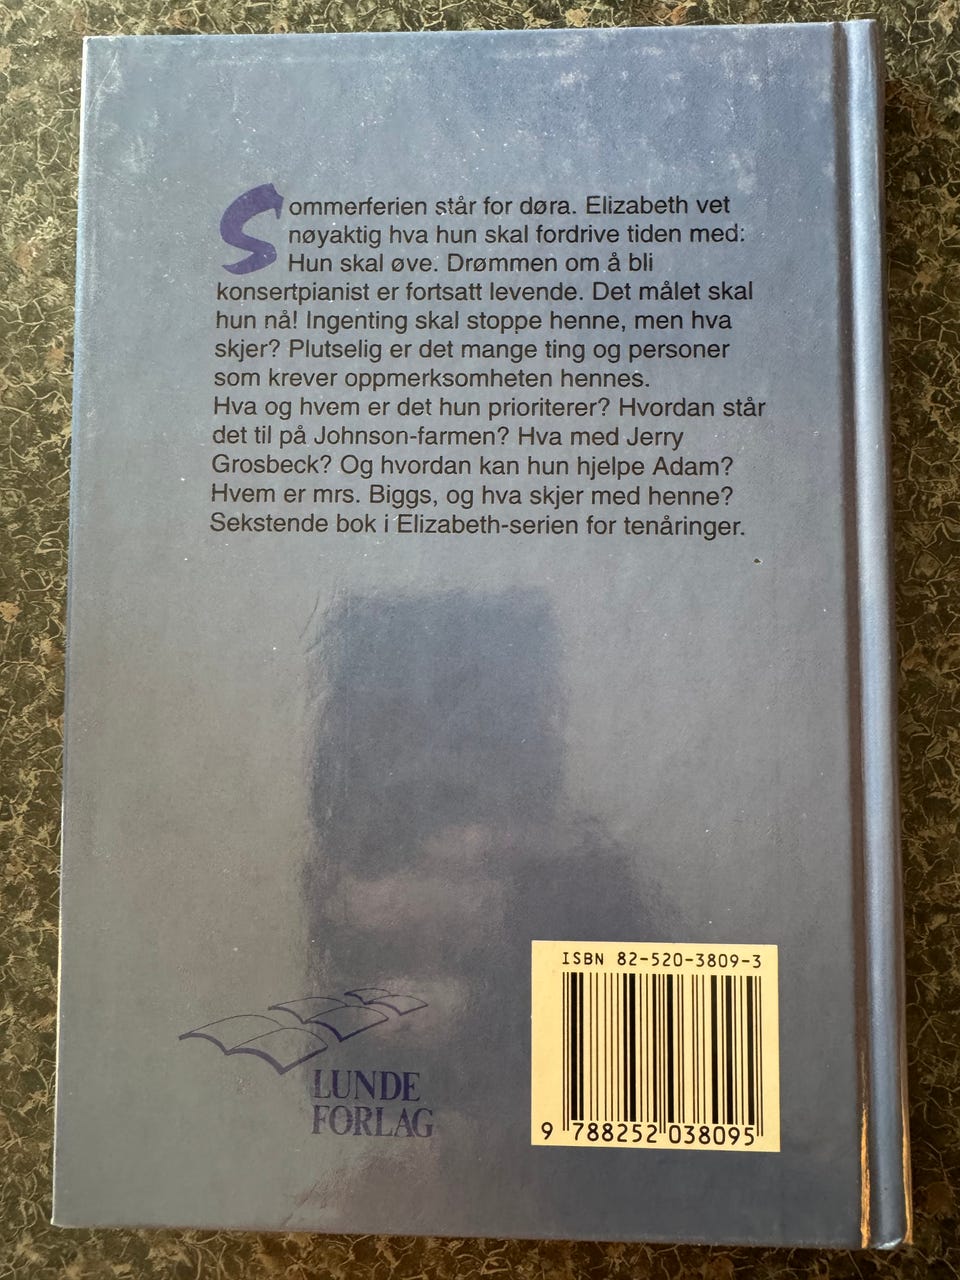 Sommerferien står for døra. Elizabeth vet
nøyaktig hva hun skal fordrive tiden med:
Hun skal øve. Drømmen om å bli
konsertpianist er fortsatt levende. Det målet skal
hun nå! Ingenting skal stoppe henne, men hva
skjer? Plutselig er det mange ting og personer
som krever oppmerksomheten hennes.
Hva og hvem er det hun prioriterer? Hvordan står
det til på Johnson-farmen? Hva med Jerry
Grosbeck? Og hvordan kan hun hjelpe Adam?
Hvem er mrs. Biggs, og hva skjer med henne?
Sekstende bok i Elizabeth-serien for tenåringer.
LUNDE
FORLAG
ISBN 82-520-3809-3
9 788252 038095